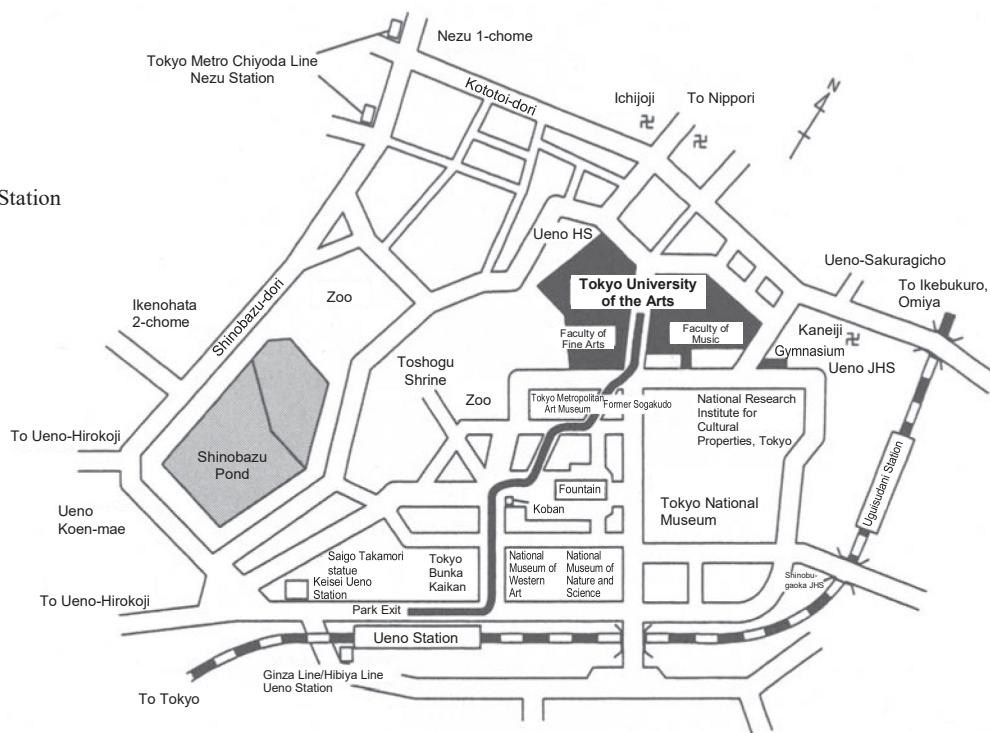 Nezu 1-chome
Tokyo Metro Chiyoda Line
Nezu Station
Kototoi-dori
Ichijoji
To Nippori
N
Station
Ueno HS
Ueno-Sakuragicho
Tokyo University
of the Arts
To Ikebukuro,
Omiya
Zoo
Ikenohata
2-chome
Shinobazu-dori
Faculty of
Fine Arts
Faculty of
Music
Kaneiji
Gymnasium
Ueno JHS
Toshogu
Shrine
Zoo
Tokyo Metropolitan
Art Museum
Former Sogakudo
National Research
Institute for
Cultural
Properties, Tokyo
To Ueno-Hirokoji
Shinobazu
Pond
Uguisudani Station
Fountain
Koban
Tokyo National
Museum
Ueno
Koen-mae
Saigo Takamori
statue
Keisei Ueno
Station
Tokyo
Bunka
Kaikan
National
Museum of
Western
Art
National
Museum of
Nature and
Science
Shinobu-
gaoka JHS
To Ueno-Hirokoji
Park Exit
Ueno Station
Ginza Line/Hibiya Line
Ueno Station
To Tokyo